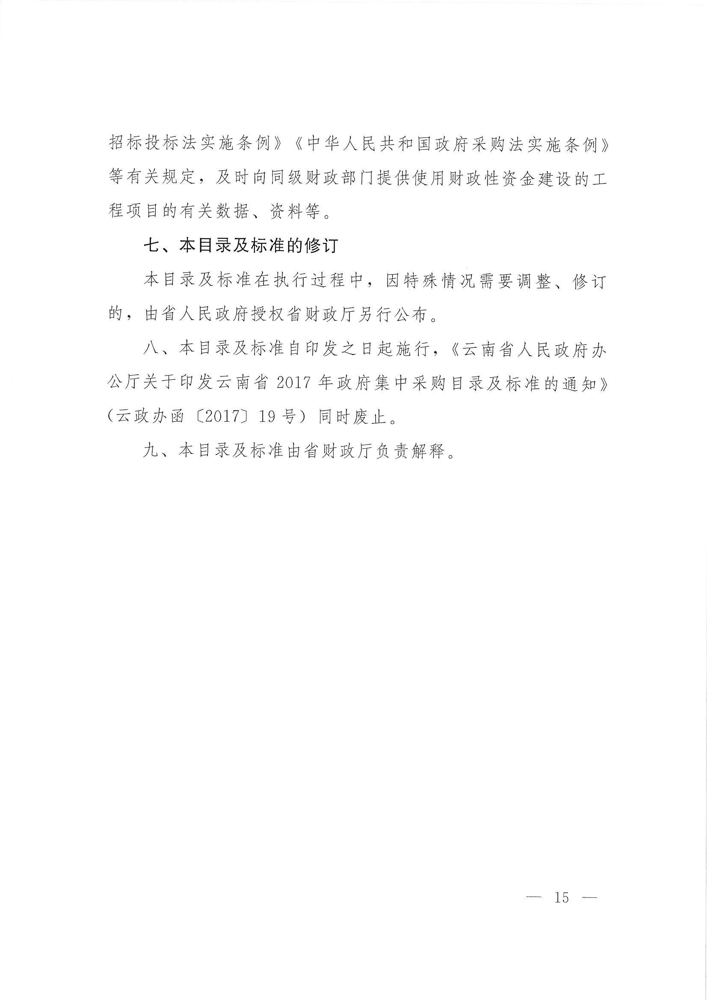 招标投标法实施条例》《中华人民共和国政府采购法实施条例》
等有关规定，及时向同级财政部门提供使用财政性资金建设的工
程项目的有关数据、资料等。
七、本目录及标准的修订
本目录及标准在执行过程中，因特殊情况需要调整、修订
的，由省人民政府授权省财政厅另行公布。
八、本目录及标准自印发之日起施行，《云南省人民政府办
公厅关于印发云南省 2017 年政府集中采购目录及标准的通知》
（云政办函〔2017〕19 号）同时废止。
九、本目录及标准由省财政厅负责解释。
— 15 —